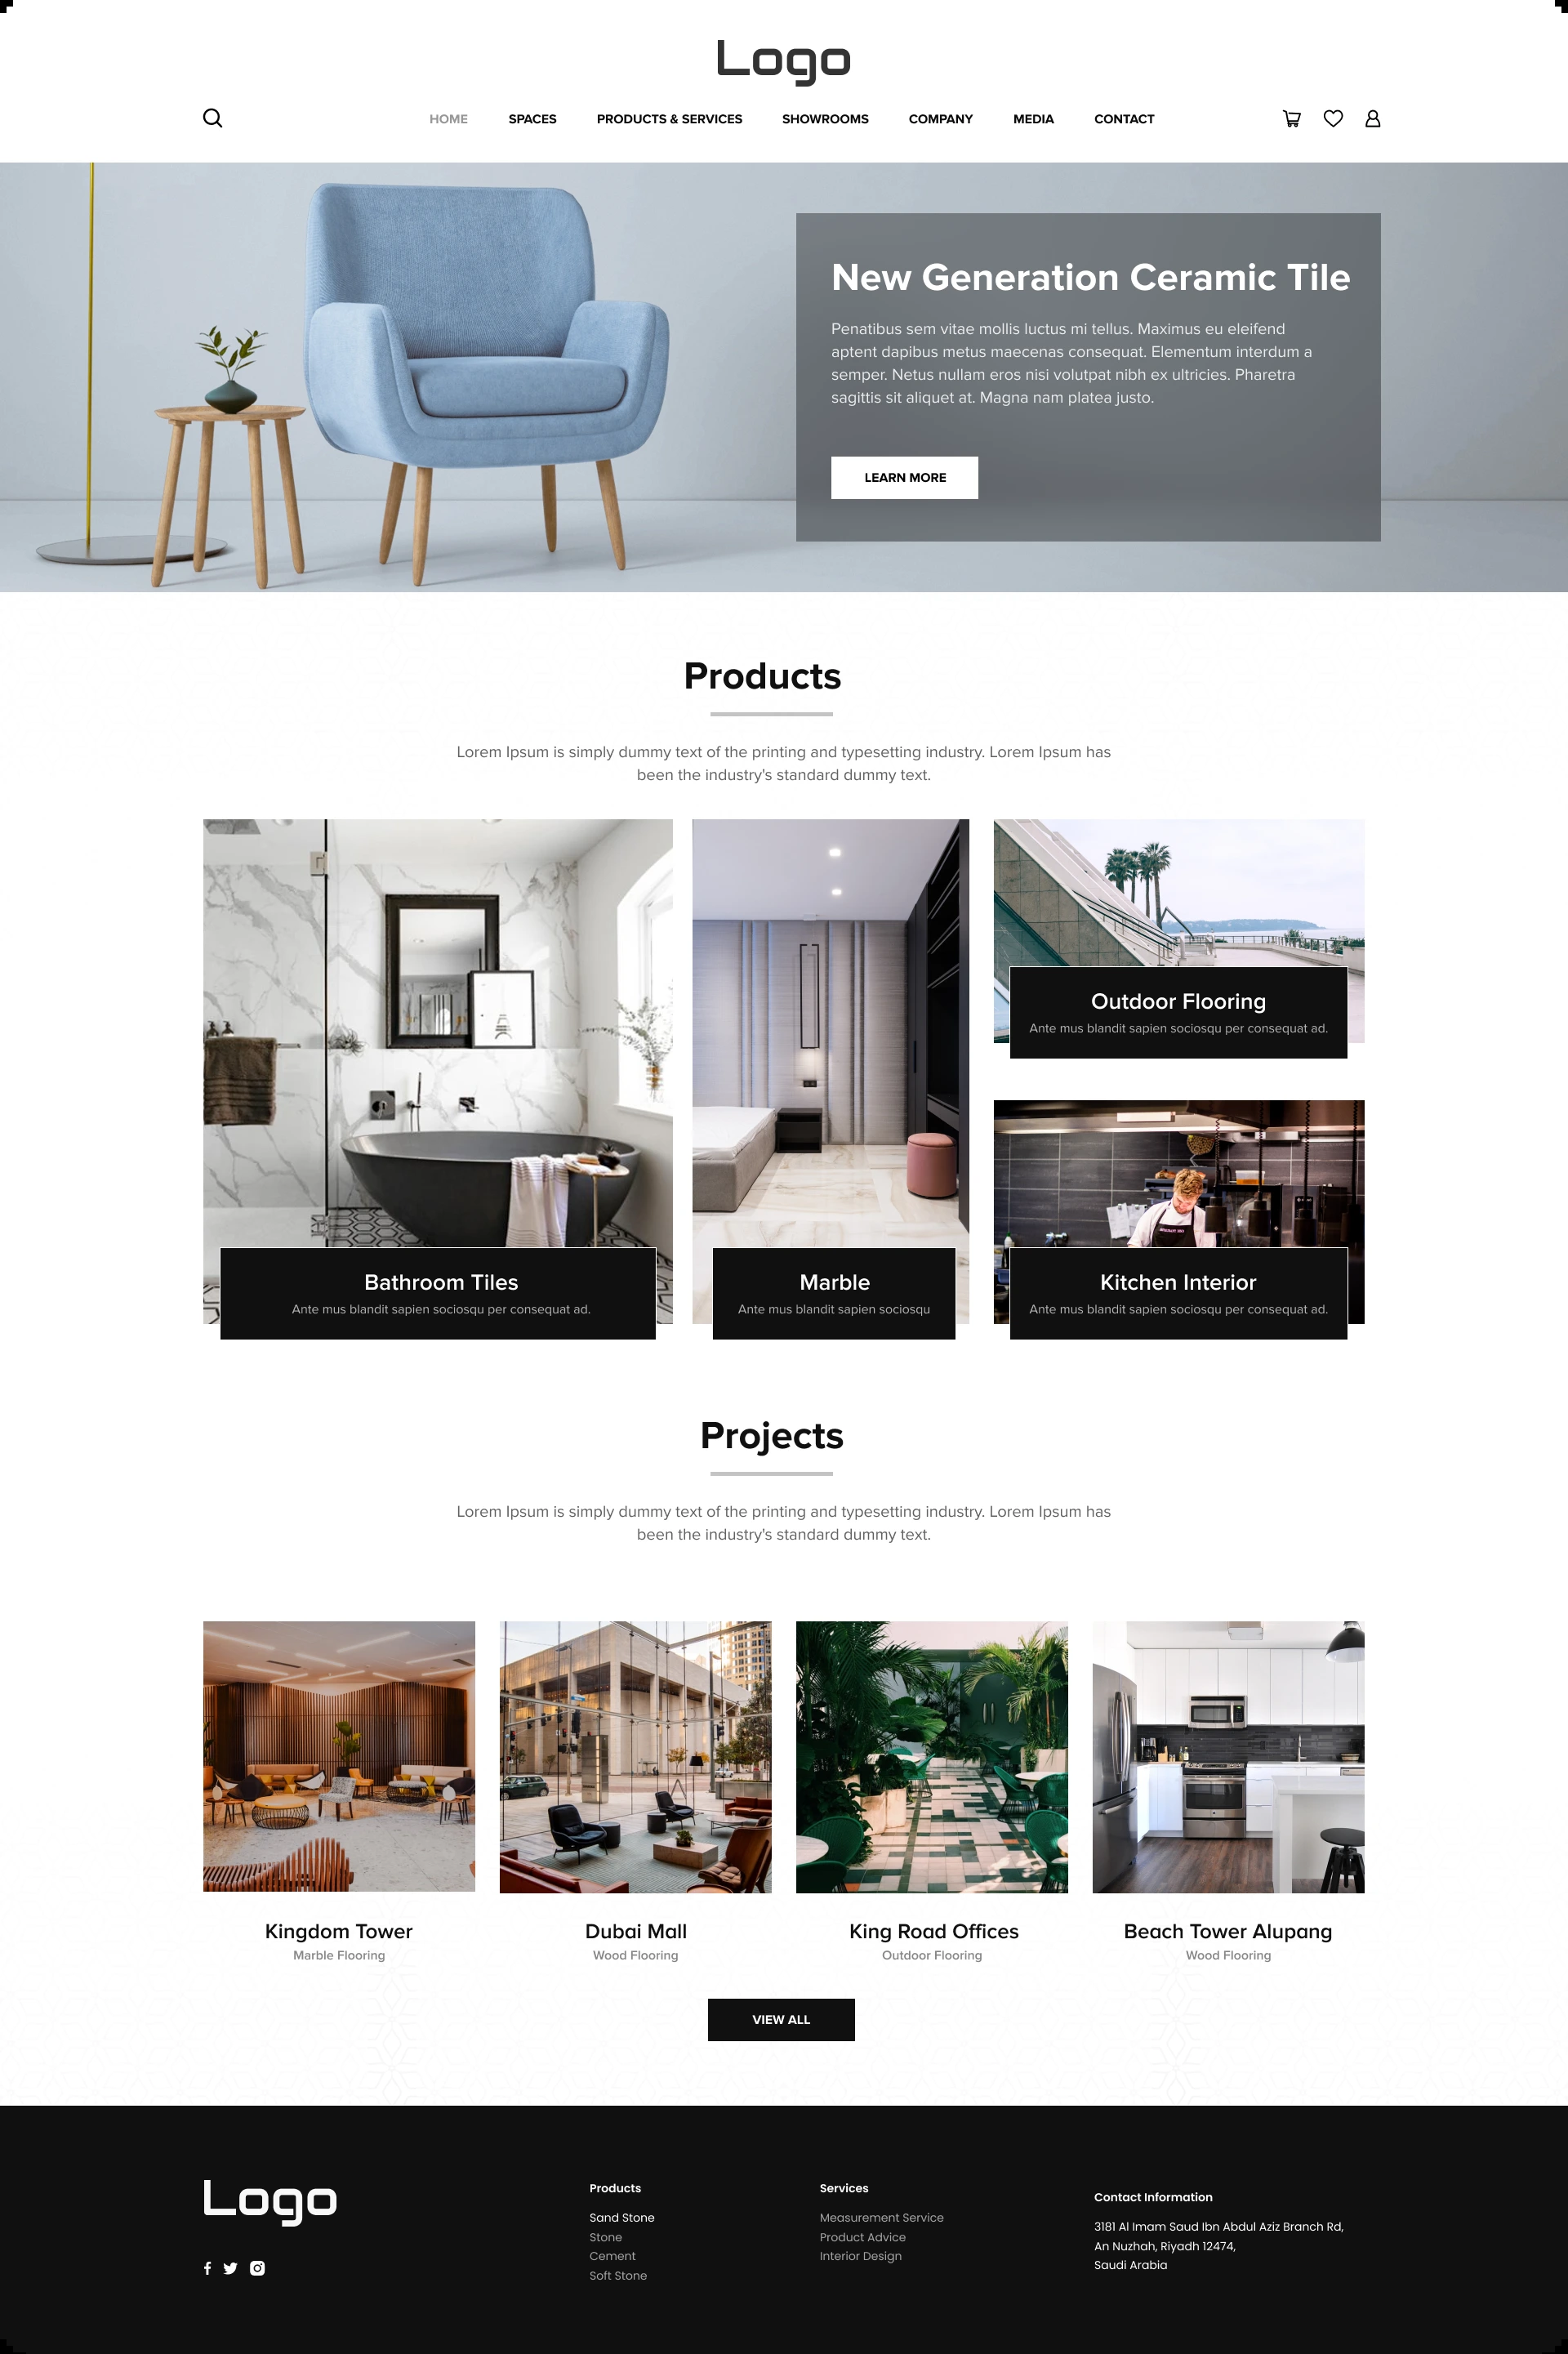 Logo
HOME SPACES PRODUCTS & SERVICES SHOWROOMS COMPANY MEDIA CONTACT
New Generation Ceramic Tile
Penatibus sem vitae mollis luctus mi tellus. Maximus eu eleifend
aptent dapibus metus maecenas consequat. Elementum interdum a
semper. Netus nullam eros nisi volutpat nibh ex ultricies. Pharetra
sagittis sit aliquet at. Magna nam platea justo.
LEARN MORE
Products
Lorem Ipsum is simply dummy text of the printing and typesetting industry. Lorem Ipsum has
been the industry's standard dummy text.
Outdoor Flooring
Ante mus blandit sapien sociosqu per consequat ad.
Bathroom Tiles
Ante mus blandit sapien sociosqu per consequat ad.
Marble
Ante mus blandit sapien sociosqu
Kitchen Interior
Ante mus blandit sapien sociosqu per consequat ad.
Projects
Lorem Ipsum is simply dummy text of the printing and typesetting industry. Lorem Ipsum has
been the industry's standard dummy text.
Kingdom Tower
Marble Flooring
Dubai Mall
Wood Flooring
King Road Offices
Outdoor Flooring
Beach Tower Alupang
Wood Flooring
VIEW ALL
Logo
Products
Sand Stone
Stone
Cement
Soft Stone
Services
Measurement Service
Product Advice
Interior Design
Contact Information
3181 Al Imam Saud Ibn Abdul Aziz Branch Rd,
An Nuzhah, Riyadh 12474,
Saudi Arabia